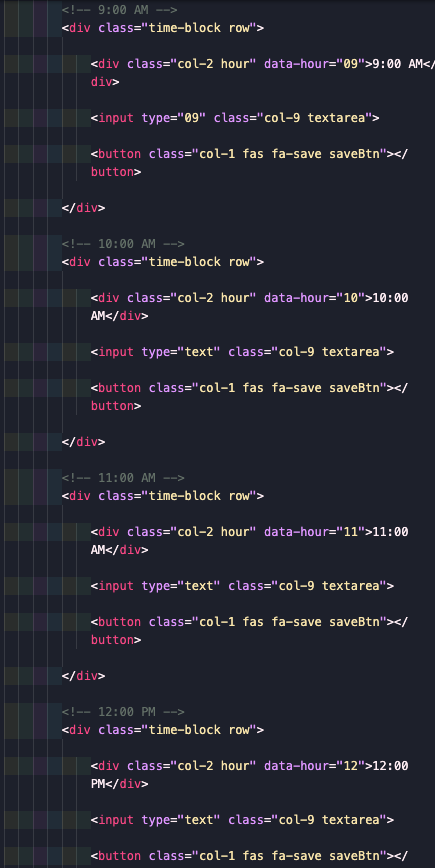 <!-- 9:00 AM -->
<div class="time-block row">
<div class="col-2 hour" data-hour="09">9:00 AM</
div>
<input type="09" class="col-9 textarea">
<button class="col-1 fas fa-save saveBtn"></
button>
</div>
<!-- 10:00 AM -->
<div class="time-block row">
<div class="col-2 hour" data-hour="10">10:00
AM</div>
<input type="text" class="col-9 textarea">
<button class="col-1 fas fa-save saveBtn"></
button>
</div>
<!-- 11:00 AM -->
<div class="time-block row">
<div class="col-2 hour" data-hour="11">11:00
AM</div>
<input type="text" class="col-9 textarea">
<button class="col-1 fas fa-save saveBtn"></
button>
</div>
<!-- 12:00 PM -->
<div class="time-block row">
<div class="col-2 hour" data-hour="12">12:00
PM</div>
<input type="text" class="col-9 textarea">
<button class="col-1 fas fa-save saveBtn"></